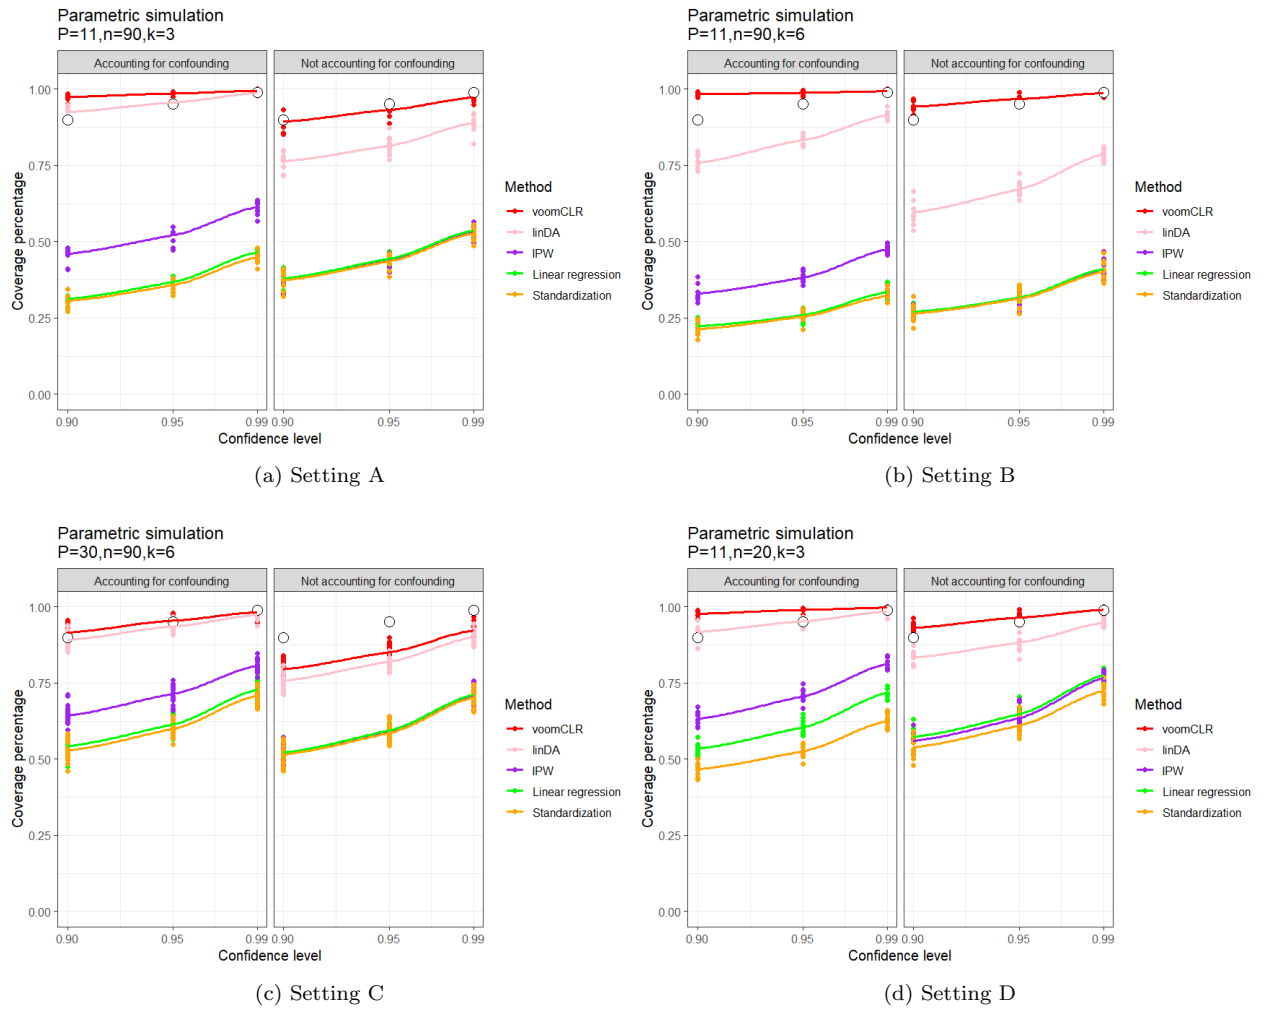 Parametric simulation
P=11,n=90,k=3
Accounting for confounding
Not accounting for confounding
1.00
0.75
0.50
0.25
0.00
Coverage percentage
0.90
0.95
0.99
0.90
0.95
0.99
Confidence level
Method
voomCLR
linDA
IPW
Linear regression
Standardization
(a) Setting A
Parametric simulation
P=11,n=90,k=6
Accounting for confounding
Not accounting for confounding
1.00
0.75
0.50
0.25
0.00
Coverage percentage
0.90
0.95
0.99
0.90
0.95
0.99
Confidence level
Method
voomCLR
linDA
IPW
Linear regression
Standardization
(b) Setting B
Parametric simulation
P=30,n=90,k=6
Accounting for confounding
Not accounting for confounding
1.00
0.75
0.50
0.25
0.00
Coverage percentage
0.90
0.95
0.99
0.90
0.95
0.99
Confidence level
Method
voomCLR
linDA
IPW
Linear regression
Standardization
(c) Setting C
Parametric simulation
P=11,n=20,k=3
Accounting for confounding
Not accounting for confounding
1.00
0.75
0.50
0.25
0.00
Coverage percentage
0.90
0.95
0.99
0.90
0.95
0.99
Confidence level
Method
voomCLR
linDA
IPW
Linear regression
Standardization
(d) Setting D